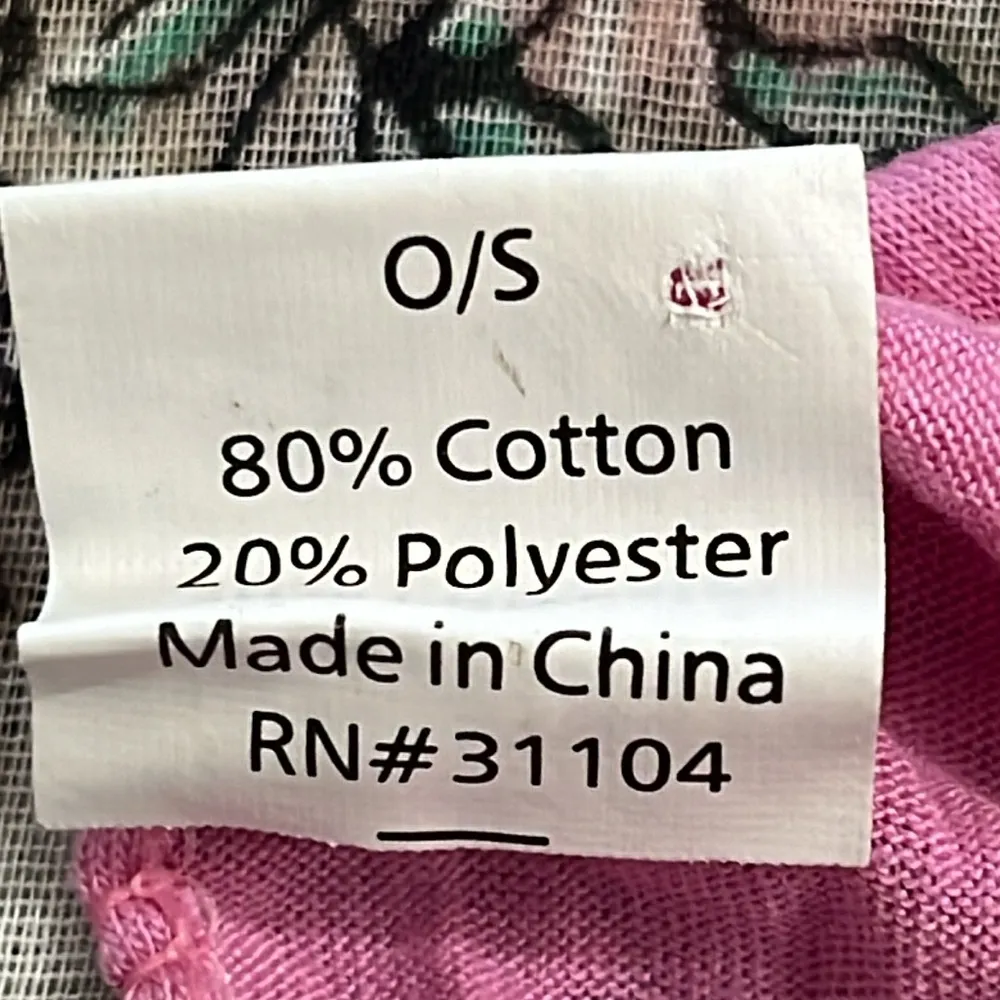 O/S
80% Cotton
20% Polyester
Made in China
RN#31104